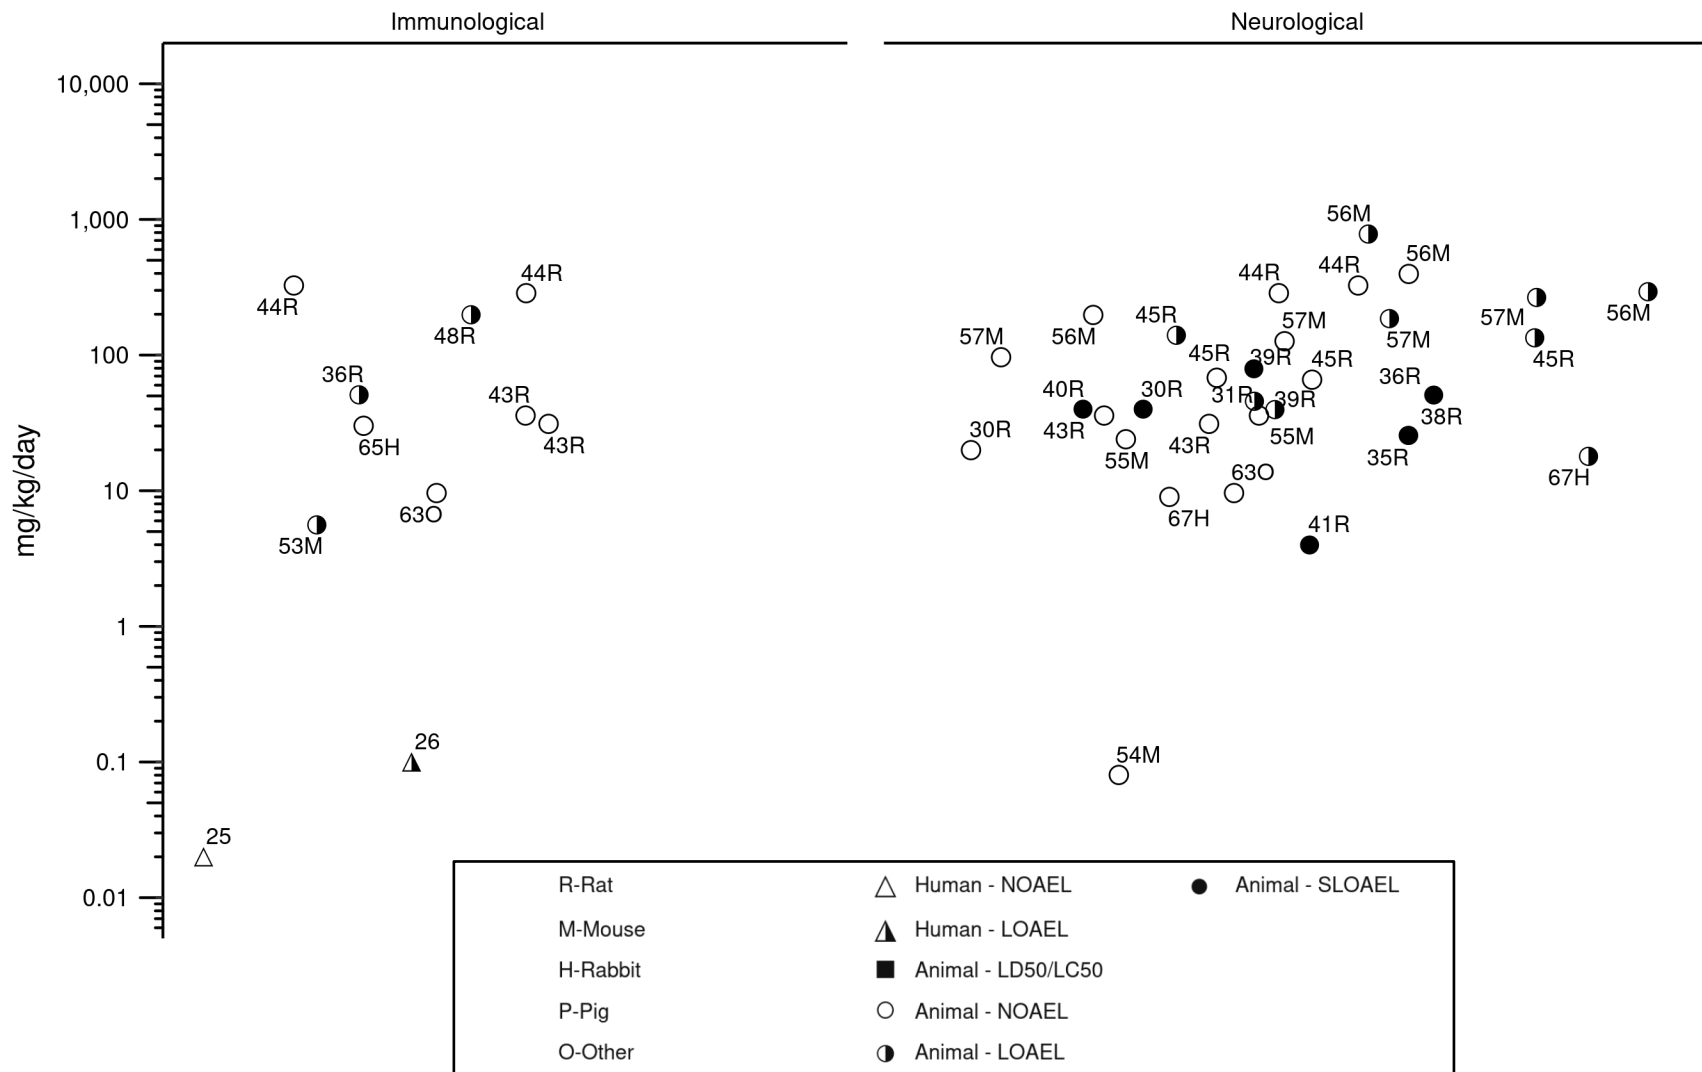 Immunological
Neurological
mg/kg/day
10,000
1,000
100
10
1
0.1
0.01
44R
48R
44R
36R
65H
43R
43R
63O
53M
26
25
56M
56M
44R
44R
57M
56M
57M
56M
45R
57M
57M
45R
45R
39R
45R
36R
40R
30R
31R
39R
38R
43R
30R
55M
43R
55M
35R
63O
67H
67H
41R
54M
R-Rat
Human - NOAEL
Animal - SLOAEL
M-Mouse
Human - LOAEL
H-Rabbit
Animal - LD50/LC50
P-Pig
Animal - NOAEL
O-Other
Animal - LOAEL